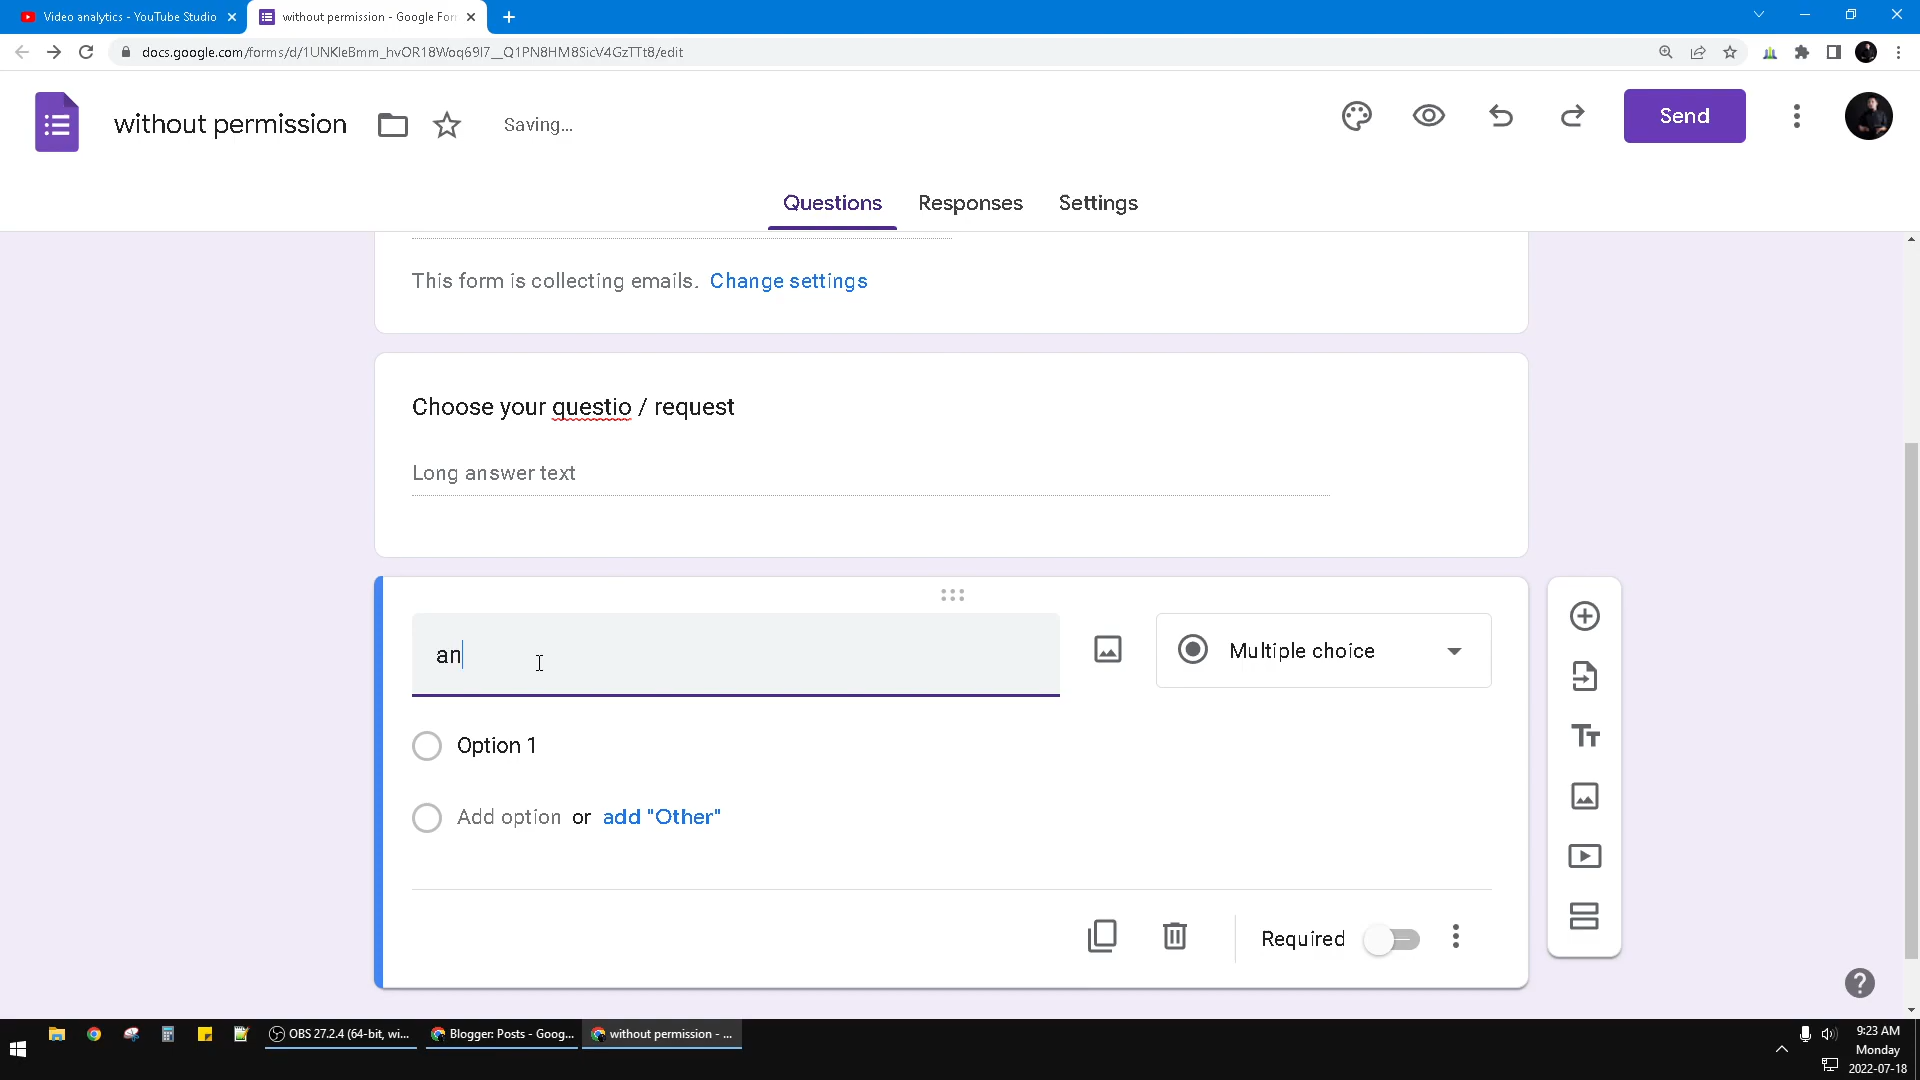 Video analytics - YouTube Studio
without permission - Google For
docs.google.com/forms/d/1UNKleBmm_hvOR18Woq69I7__Q1PN8HM8SicV4GzTTt8/edit
without permission
Saving...
Send
Questions
Responses
Settings
This form is collecting emails. Change settings
Choose your questio / request
Long answer text
an
Multiple choice
Option 1
Add option or add "Other"
Required
OBS 27.2.4 (64-bit, wi...
Blogger: Posts - Goog...
without permission - ...
9:23 AM
Monday
2022-07-18